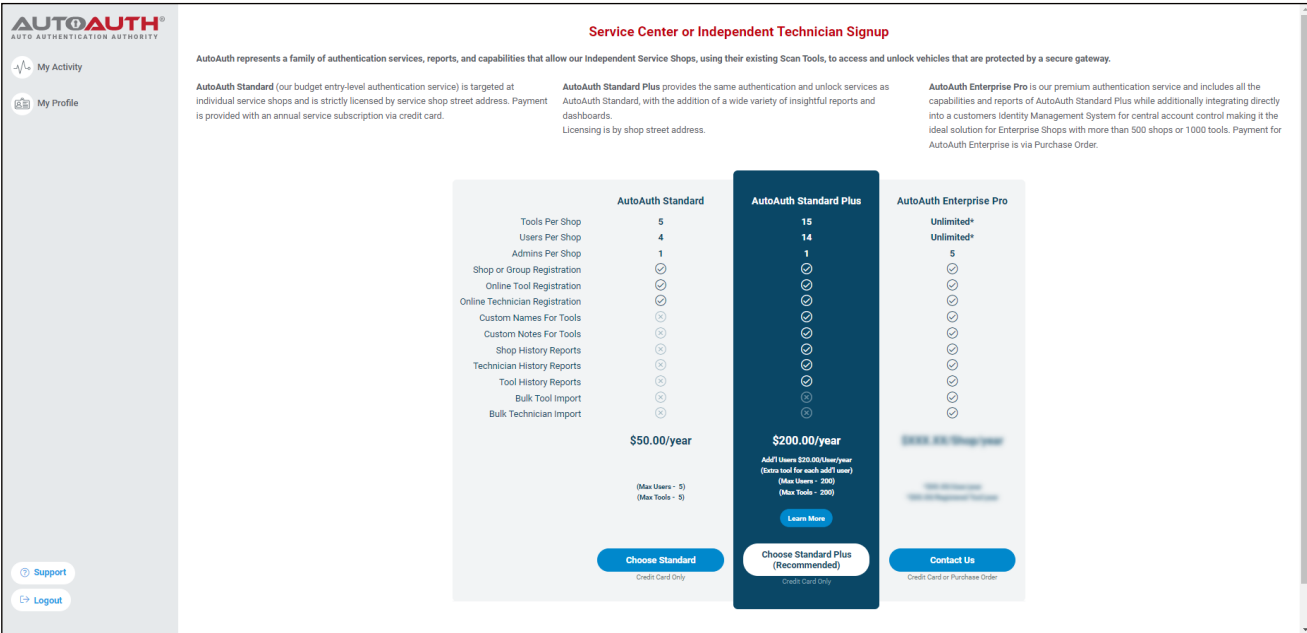 AUTOAUTH®
AUTO AUTHENTICATION AUTHORITY
My Activity
My Profile
Support
Logout
Service Center or Independent Technician Signup
AutoAuth represents a family of authentication services, reports, and capabilities that allow our Independent Service Shops, using their existing Scan Tools, to access and unlock vehicles that are protected by a secure gateway.
AutoAuth Standard (our budget entry-level authentication service) is targeted at
individual service shops and is strictly licensed by service shop street address. Payment
is provided with an annual service subscription via credit card.
AutoAuth Standard Plus provides the same authentication and unlock services as
AutoAuth Standard, with the addition of a wide variety of insightful reports and
dashboards.
Licensing is by shop street address.
AutoAuth Enterprise Pro is our premium authentication service and includes all the
capabilities and reports of AutoAuth Standard Plus while additionally integrating directly
into a customers Identity Management System for central account control making it the
ideal solution for Enterprise Shops with more than 500 shops or 1000 tools. Payment for
AutoAuth Enterprise is via Purchase Order.
AutoAuth Standard AutoAuth Standard Plus AutoAuth Enterprise Pro
Tools Per Shop 5 15 Unlimited*
Users Per Shop 4 14 Unlimited*
Admins Per Shop 1 1 5
Shop or Group Registration
Online Tool Registration
Online Technician Registration
Custom Names For Tools
Custom Notes For Tools
Shop History Reports
Technician History Reports
Tool History Reports
Bulk Tool Import
Bulk Technician Import
$50.00/year $200.00/year
(Max Users - 5)
(Max Tools - 5)
Add'l Users $20.00/User/year
(Extra tool for each add'l user)
(Max Users - 200)
(Max Tools - 200)
Learn More
Choose Standard
Credit Card Only
Choose Standard Plus
(Recommended)
Credit Card Only
Contact Us
Credit Card or Purchase Order